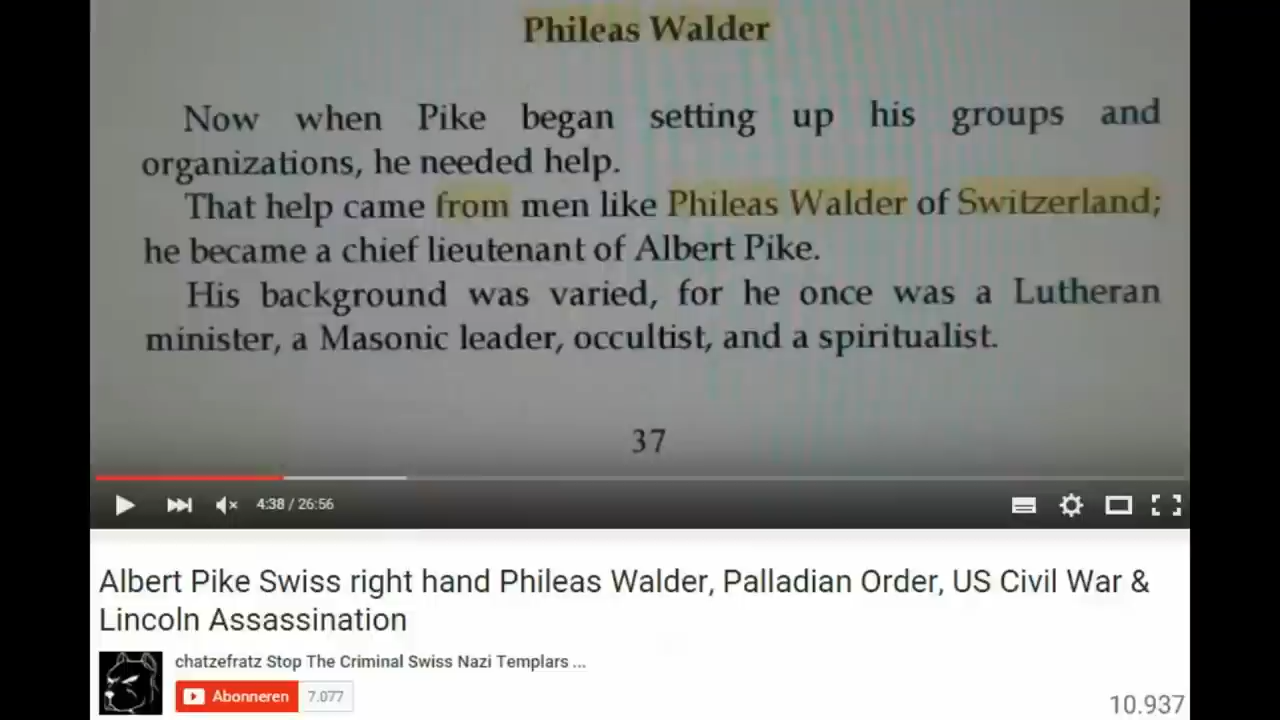 Phileas Walder
Now when Pike began setting up his groups and
organizations, he needed help.
That help came from men like Phileas Walder of Switzerland;
he became a chief lieutenant of Albert Pike.
His background was varied, for he once was a Lutheran
minister, a Masonic leader, occultist, and a spiritualist.
37
4:38 / 26:56
Albert Pike Swiss right hand Phileas Walder, Palladian Order, US Civil War &
Lincoln Assassination
chatzefratz Stop The Criminal Swiss Nazi Templars ...
Abonneren 7.077
10.937